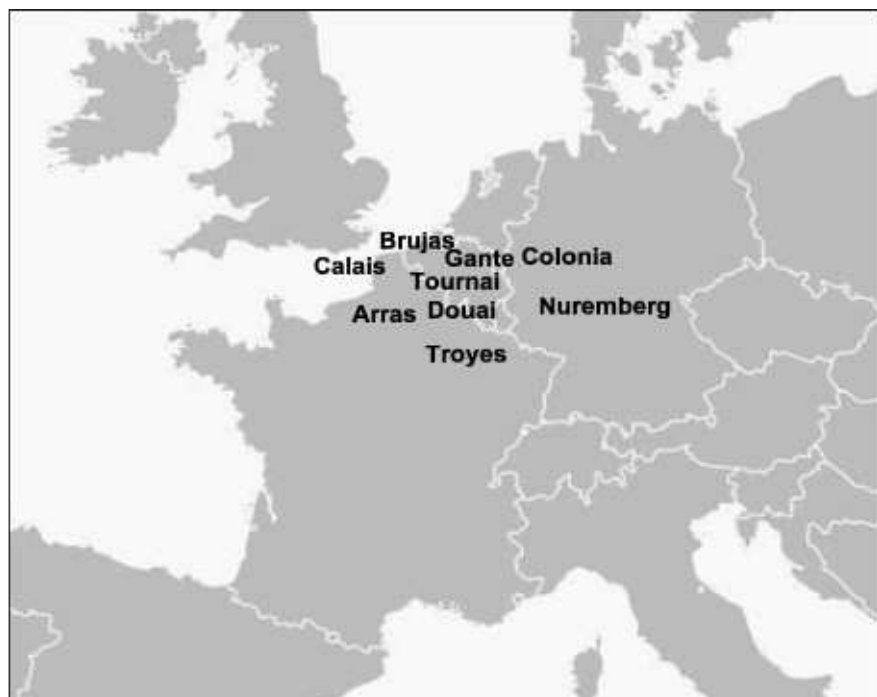 Brujas
Gante
Colonia
Calais
Tournai
Arras
Douai
Nuremberg
Troyes